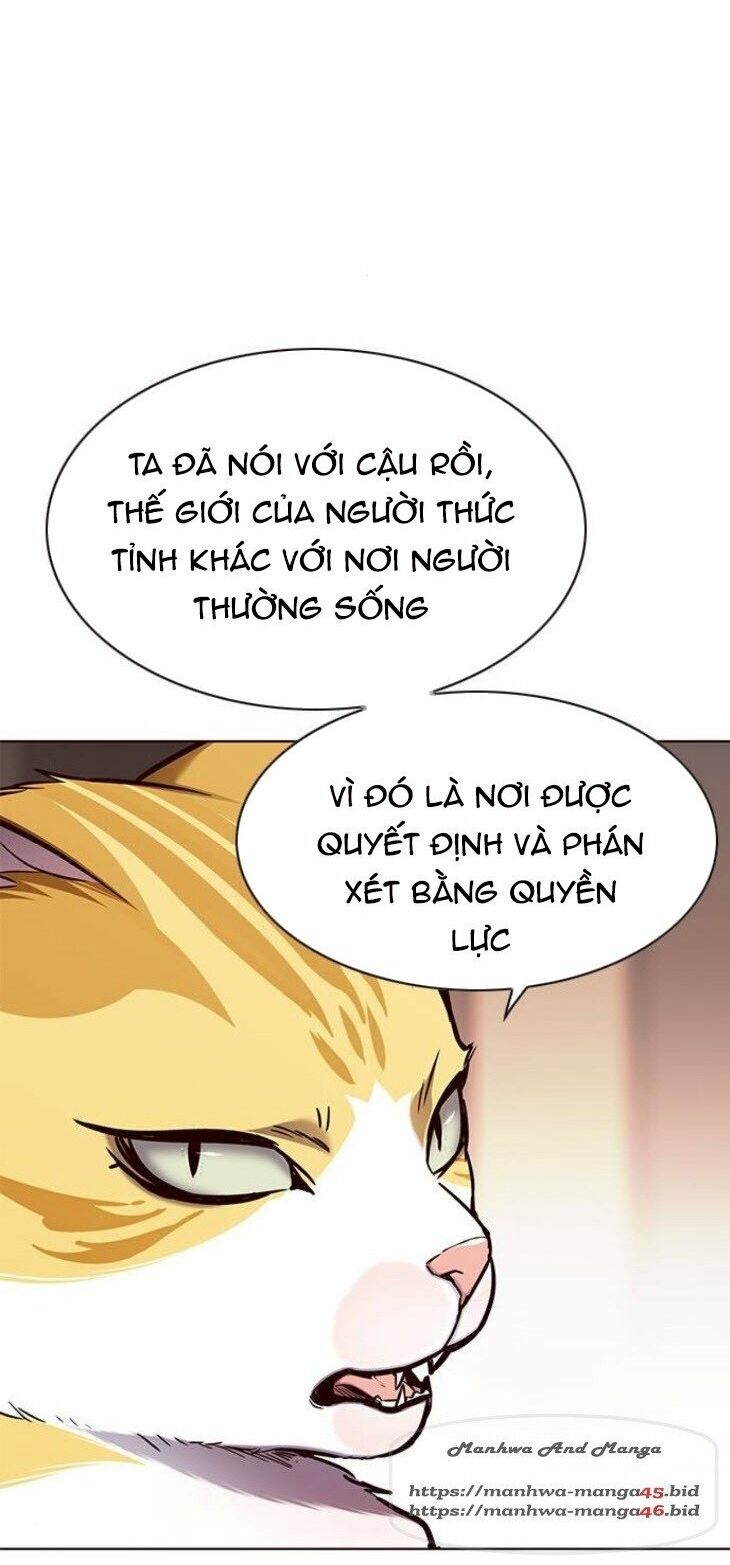 TA ĐÃ NÓI VỚI CẬU RỒI,
THẾ GIỚI CỦA NGƯỜI THỨC
TỈNH KHÁC VỚI NƠI NGƯỜI
THƯỜNG SỐNG
VÌ ĐÓ LÀ NƠI ĐƯỢC
QUYẾT ĐỊNH VÀ PHÁN
XÉT BẰNG QUYỀN
LỰC
Manhwa And Manga
https://manhwa-manga45.bid
https://manhwa-manga46.bid